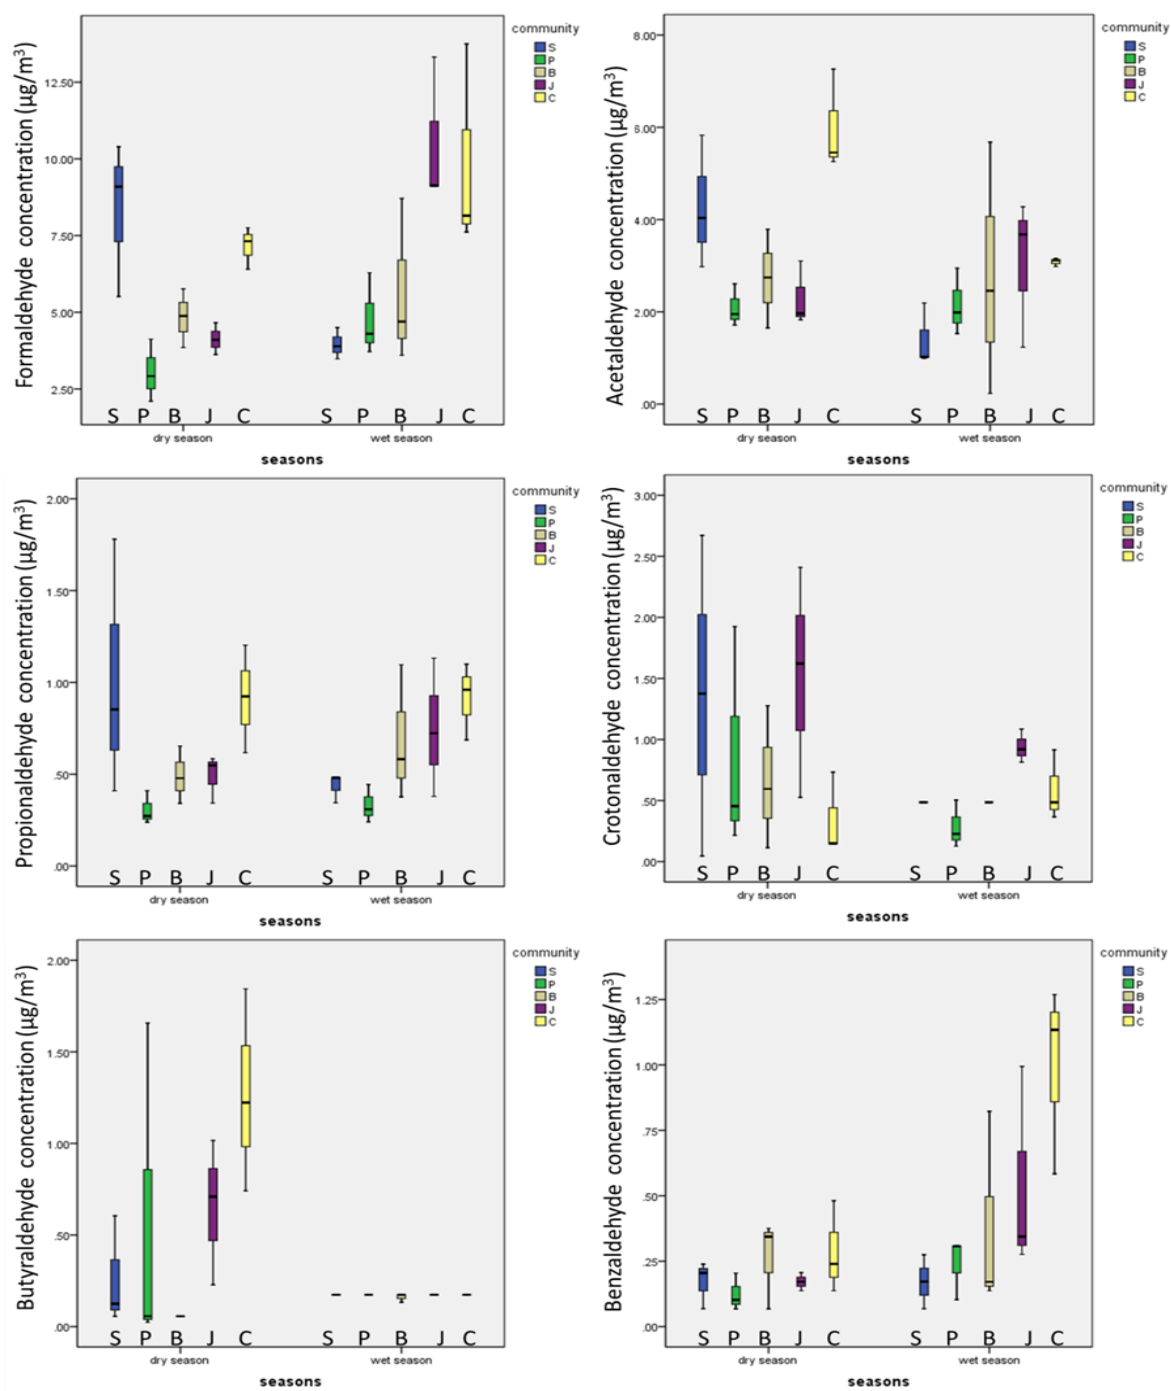 Formaldehyde concentration (µg/m³)
12.50
10.00
7.50
5.00
2.50
S P B J C S P B J C
dry season wet season
seasons
community
S
P
B
J
C
Acetaldehyde concentration (µg/m³)
8.00
6.00
4.00
2.00
.00
S P B J C S P B J C
dry season wet season
seasons
community
S
P
B
J
C
Propionaldehyde concentration (µg/m³)
2.00
1.50
1.00
.50
.00
S P B J C S P B J C
dry season wet season
seasons
community
S
P
B
J
C
Crotonaldehyde concentration (µg/m³)
3.00
2.50
2.00
1.50
1.00
.50
.00
S P B J C S P B J C
dry season wet season
seasons
community
S
P
B
J
C
Butyraldehyde concentration (µg/m³)
2.00
1.50
1.00
.50
.00
S P B J C S P B J C
dry season wet season
seasons
community
S
P
B
J
C
Benzaldehyde concentration (µg/m³)
1.25
1.00
.75
.50
.25
.00
S P B J C S P B J C
dry season wet season
seasons
community
S
P
B
J
C